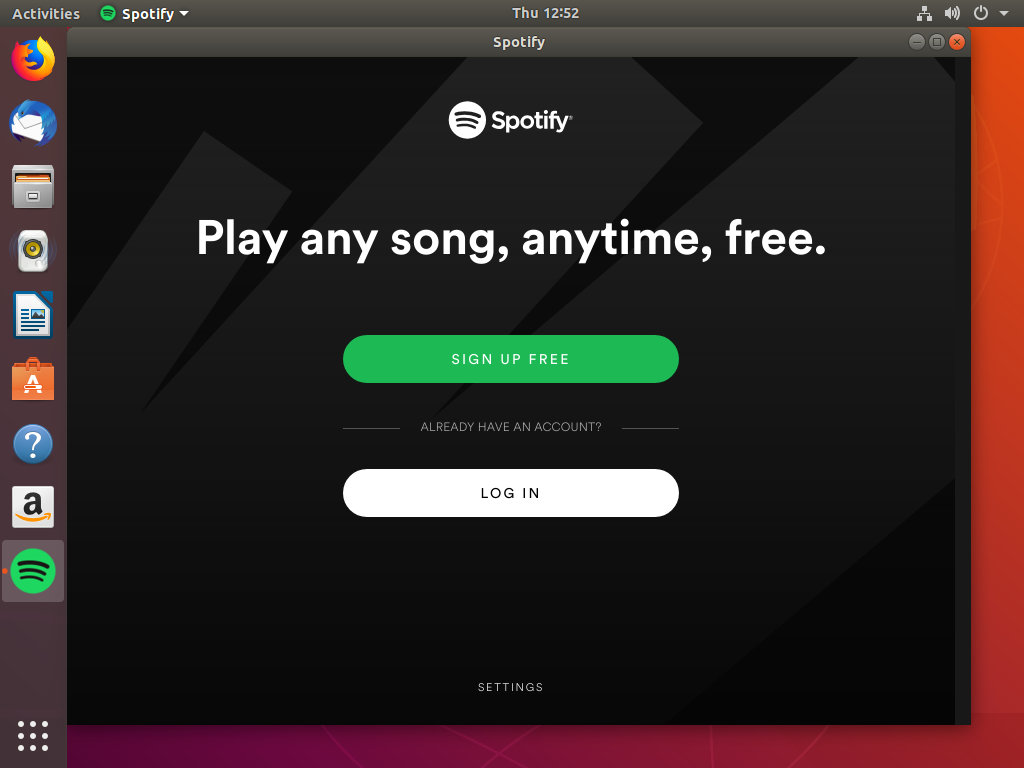 Activities Spotify Thu 12:52
Spotify
Spotify®
Play any song, anytime, free.
SIGN UP FREE
ALREADY HAVE AN ACCOUNT?
LOG IN
SETTINGS